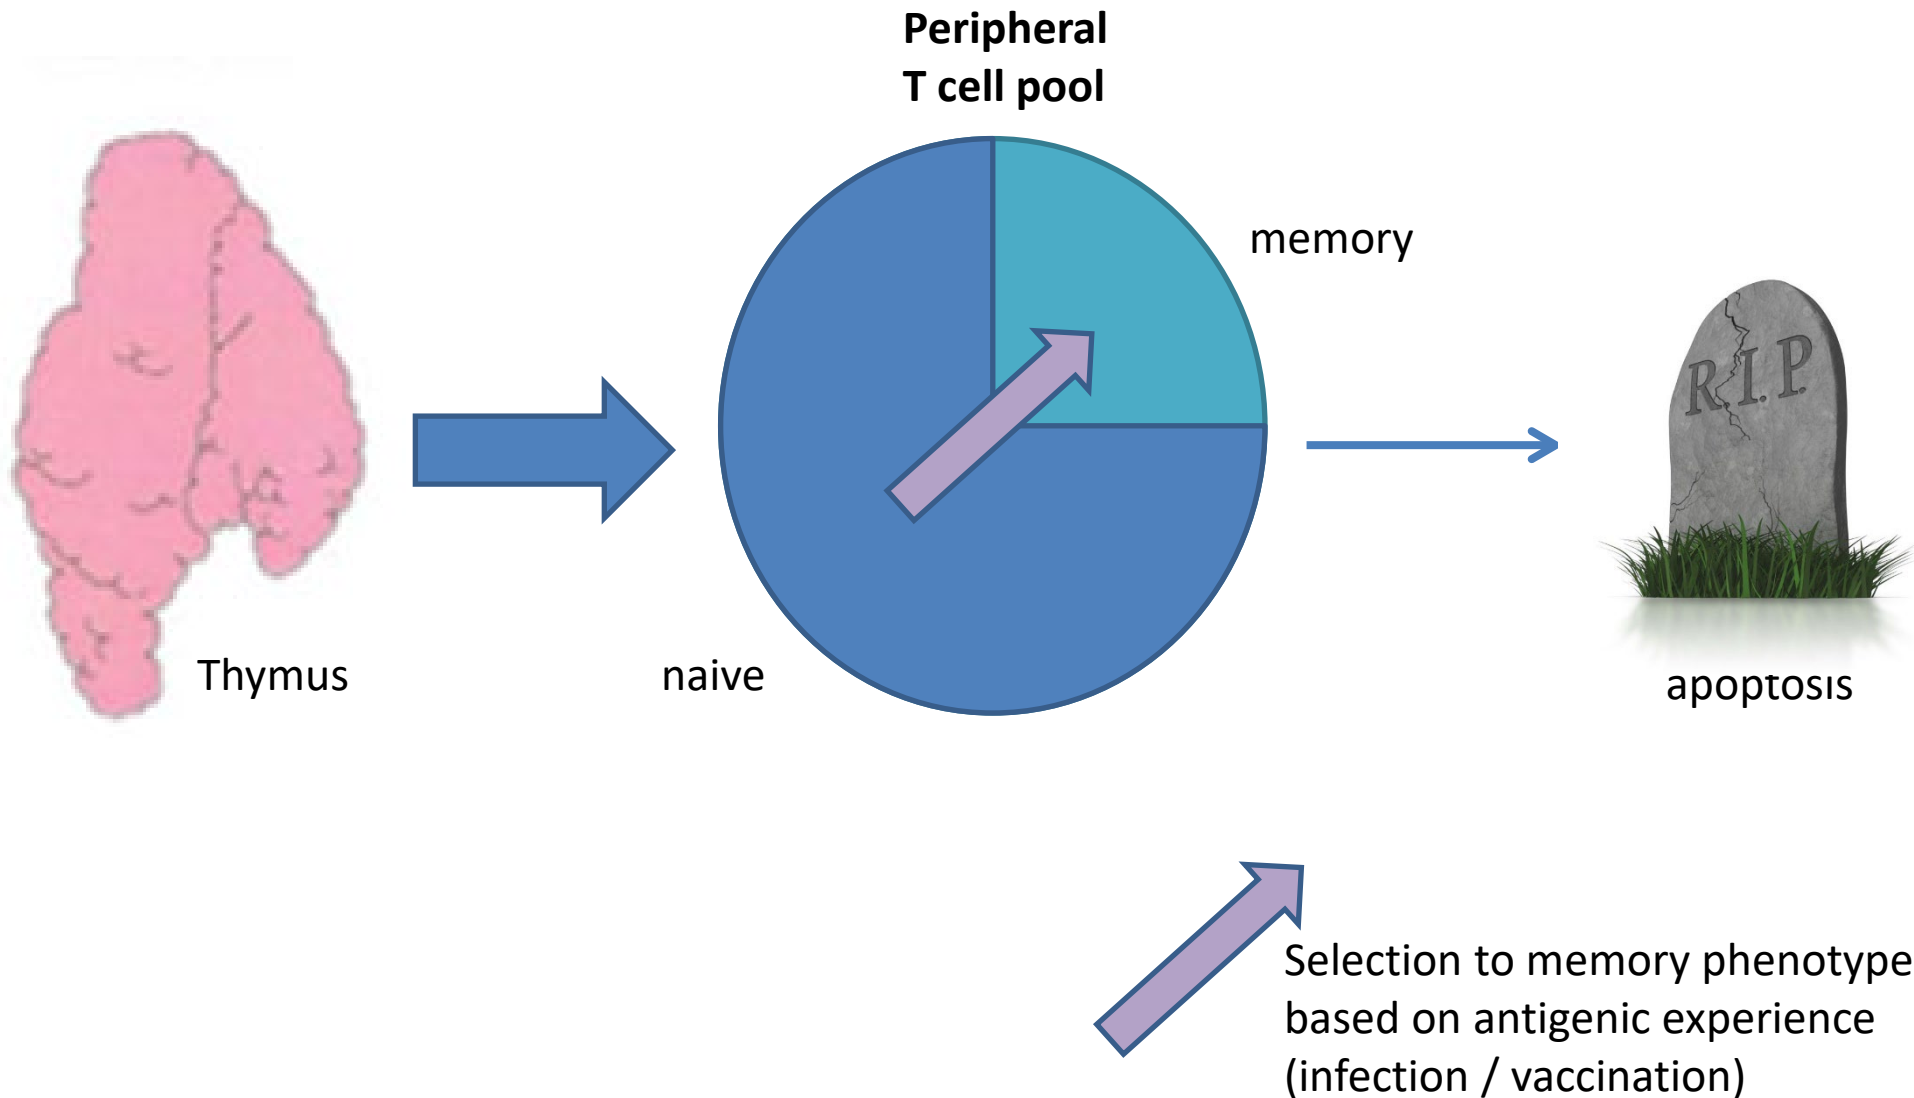 Peripheral
T cell pool
memory
R.I.P.
Thymus
naive
apoptosis
Selection to memory phenotype
based on antigenic experience
(infection / vaccination)